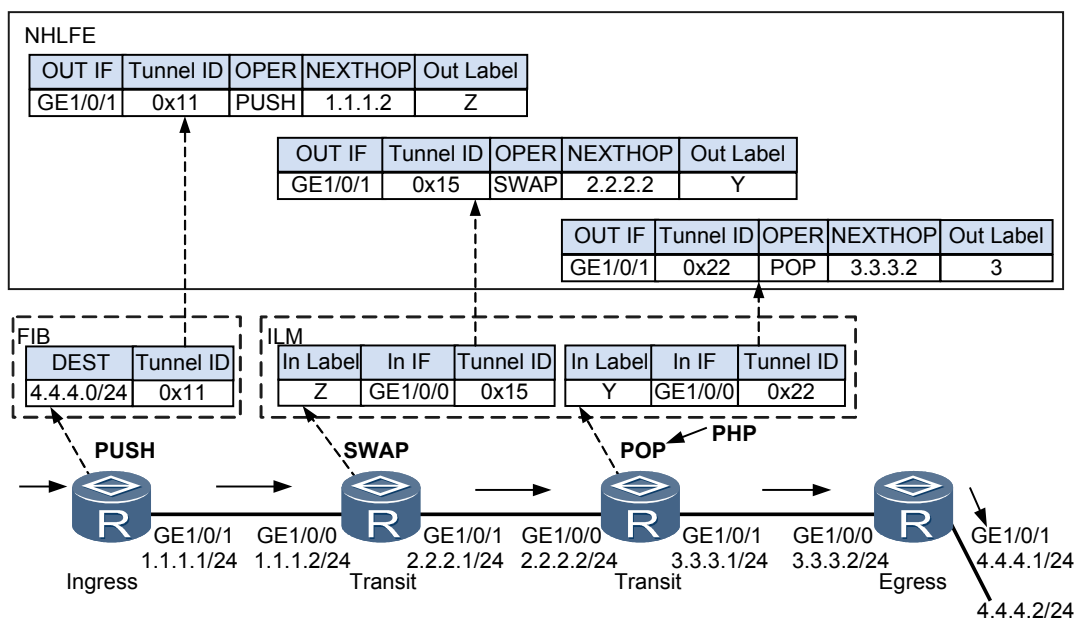 NHLFE
OUT IF Tunnel ID OPER NEXTHOP Out Label
GE1/0/1 0x11 PUSH 1.1.1.2 Z
OUT IF Tunnel ID OPER NEXTHOP Out Label
GE1/0/1 0x15 SWAP 2.2.2.2 Y
OUT IF Tunnel ID OPER NEXTHOP Out Label
GE1/0/1 0x22 POP 3.3.3.2 3
FIB
DEST Tunnel ID
4.4.4.0/24 0x11
ILM
In Label In IF Tunnel ID
Z GE1/0/0 0x15
In Label In IF Tunnel ID
Y GE1/0/0 0x22
PUSH
SWAP
POP
PHP
R
R
R
R
GE1/0/1
1.1.1.1/24
GE1/0/0
1.1.1.2/24
GE1/0/1
2.2.2.1/24
GE1/0/0
2.2.2.2/24
GE1/0/1
3.3.3.1/24
GE1/0/0
3.3.3.2/24
GE1/0/1
4.4.4.1/24
Ingress
Transit
Transit
Egress
4.4.4.2/24